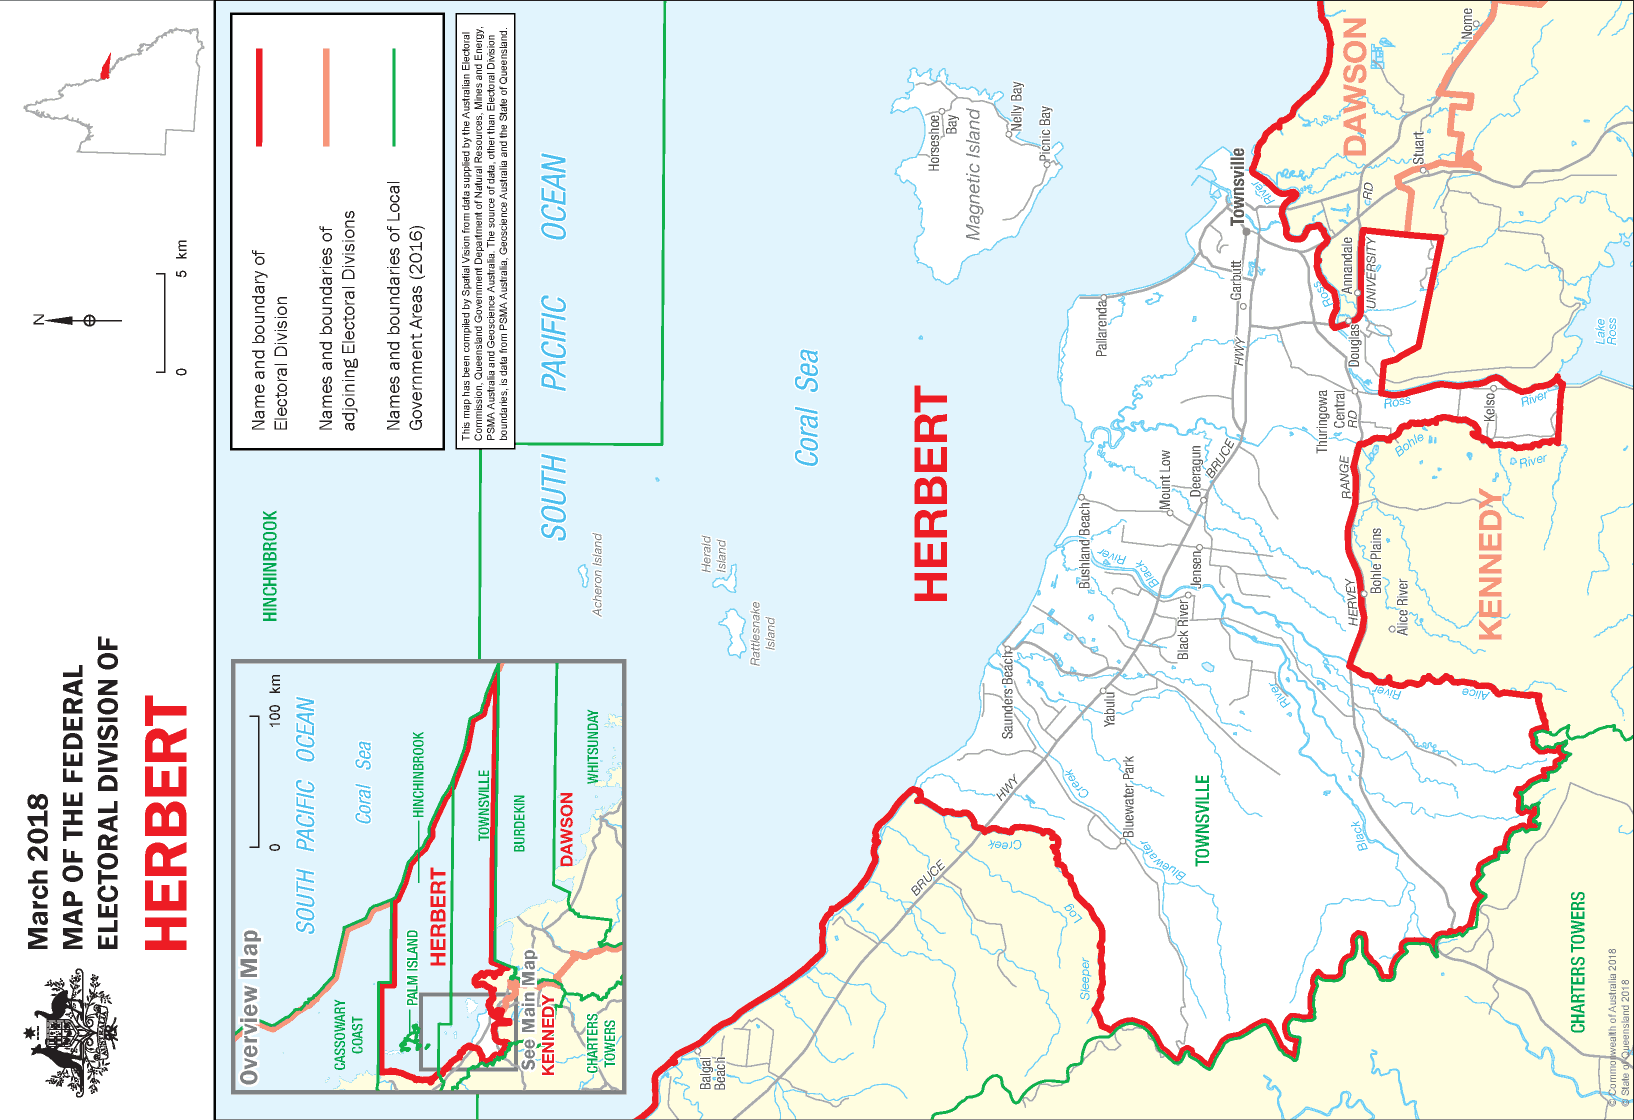 March 2018
MAP OF THE FEDERAL
ELECTORAL DIVISION OF
HERBERT
N
0
5 km
Name and boundary of
Electoral Division
Names and boundaries of
adjoining Electoral Divisions
Names and boundaries of Local
Government Areas (2016)
This map has been compiled by Spatial Vision from data supplied by the Australian Electoral
Commission, Queensland Government Department of Natural Resources, Mines and Energy,
PSMA Australia and Geoscience Australia. The source of data, other than Electoral Division
boundaries, is data from PSMA Australia, Geoscience Australia and the State of Queensland.
Overview Map
0
100 km
SOUTH PACIFIC OCEAN
Coral Sea
CASSOWARY
COAST
PALM ISLAND
HINCHINBROOK
HERBERT
TOWNSVILLE
BURDEKIN
See Main Map
KENNEDY
DAWSON
WHITSUNDAY
CHARTERS
TOWERS
HINCHINBROOK
SOUTH PACIFIC OCEAN
SOUTH PACIFIC OCEAN
Acheron Island
Herald
Island
Rattlesnake
Island
Coral Sea
HERBERT
Horseshoe
Bay
Magnetic Island
Nelly Bay
Picnic Bay
Pallarenda
Townsville
Garbutt
River
Ross
Annandale
UNIVERSITY
RD
Douglas
DAWSON
Nome
Stuart
Lake
Ross
HWY
BRUCE
Thuringowa
Central
RD
Ross
River
Kelso
Bohle
River
RANGE
HERVEY
Bohle Plains
Alice River
KENNEDY
Alice
River
Bushland Beach
Mount Low
Deeragun
Jensen
Black
River
Black River
Saunders Beach
Yabulu
River
Black
HWY
BRUCE
Creek
Bluewater
Bluewater Park
TOWNSVILLE
Creek
Log
Sleeper
Balgal
Beach
CHARTERS TOWERS
© Commonwealth of Australia 2018
© State of Queensland 2018